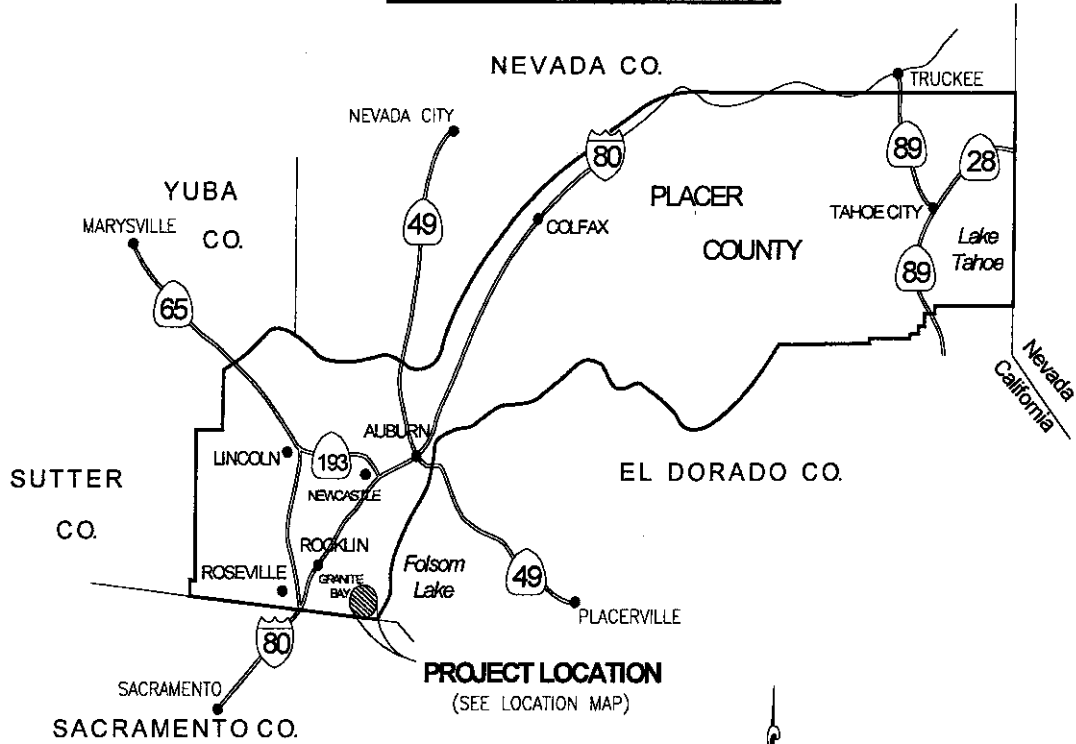 NEVADA CO.
TRUCKEE
NEVADA CITY
80
89
28
YUBA
CO.
MARYSVILLE
49
PLACER
COUNTY
COLFAX
TAHOE CITY
Lake
Tahoe
89
65
Nevada
California
AUBURN
LINCOLN
193
NEWCASTLE
EL DORADO CO.
SUTTER
CO.
ROCKLIN
ROSEVILLE
GRANITE
BAY
Folsom
Lake
49
PLACERVILLE
80
PROJECT LOCATION
(SEE LOCATION MAP)
SACRAMENTO
SACRAMENTO CO.